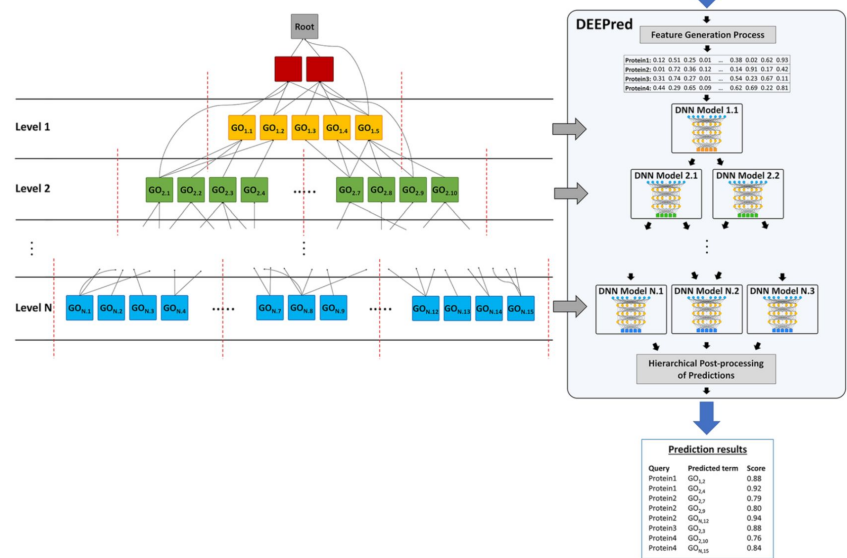 Root
Level 1
GO1,1 GO1,2 GO1,3 GO1,4 GO1,5
Level 2
GO2,1 GO2,2 GO2,3 GO2,4 ..... GO2,7 GO2,8 GO2,9 GO2,10
Level N
GON,1 GON,2 GON,3 GON,4 ..... GON,7 GON,8 GON,9 ..... GON,12 GON,13 GON,14 GON,15
DEEPred
Feature Generation Process
Protein1: 0.12 0.51 0.25 0.01 ... 0.38 0.02 0.62 0.93
Protein2: 0.01 0.72 0.36 0.12 ... 0.14 0.91 0.17 0.42
Protein3: 0.31 0.74 0.27 0.01 ... 0.54 0.23 0.67 0.11
Protein4: 0.44 0.29 0.65 0.09 ... 0.62 0.69 0.22 0.81
DNN Model 1.1
DNN Model 2.1 DNN Model 2.2
DNN Model N.1 DNN Model N.2 DNN Model N.3
Hierarchical Post-processing
of Predictions
Prediction results
Query Predicted term Score
Protein1 GO1,2 0.88
Protein1 GO2,4 0.92
Protein2 GO2,7 0.79
Protein2 GO2,9 0.80
Protein2 GON,12 0.94
Protein3 GO2,3 0.88
Protein4 GO2,10 0.76
Protein4 GON,15 0.84